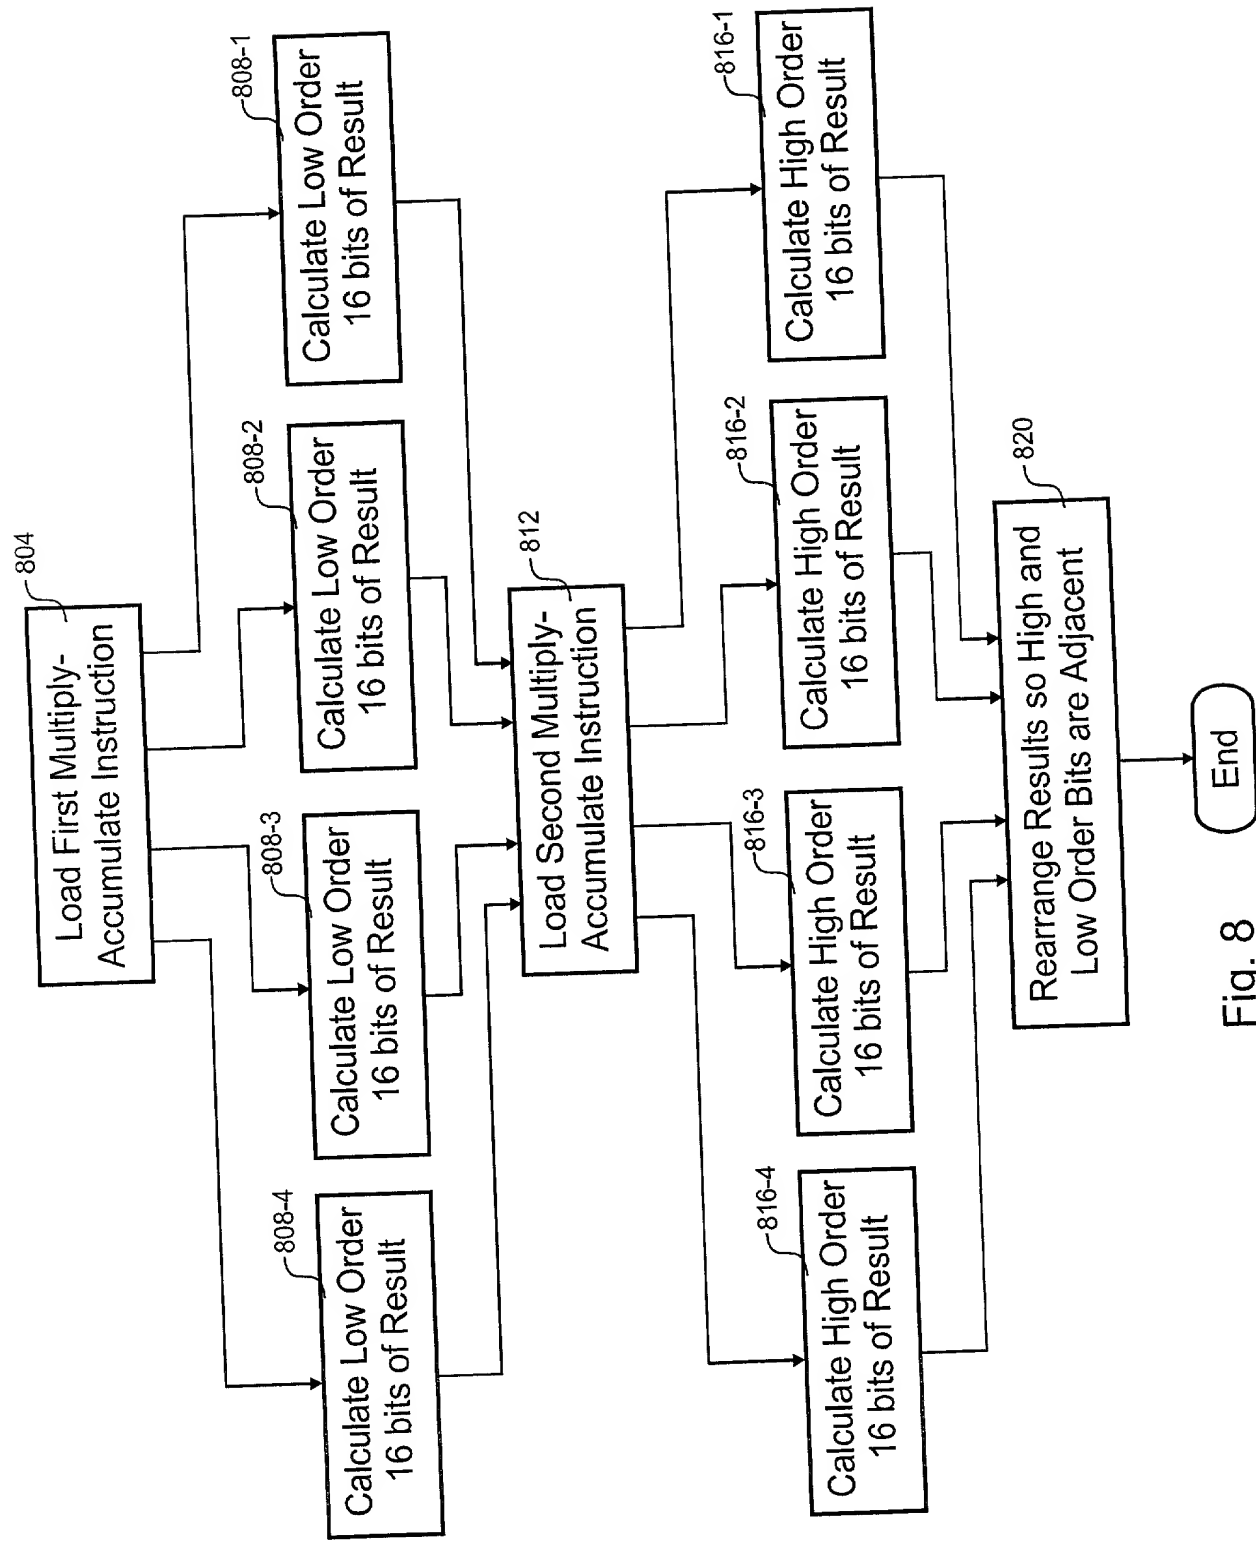 804
Load First Multiply-
Accumulate Instruction
808-4
Calculate Low Order
16 bits of Result
808-3
Calculate Low Order
16 bits of Result
808-2
Calculate Low Order
16 bits of Result
808-1
Calculate Low Order
16 bits of Result
812
Load Second Multiply-
Accumulate Instruction
816-4
Calculate High Order
16 bits of Result
816-3
Calculate High Order
16 bits of Result
816-2
Calculate High Order
16 bits of Result
816-1
Calculate High Order
16 bits of Result
820
Rearrange Results so High and
Low Order Bits are Adjacent
End
Fig. 8